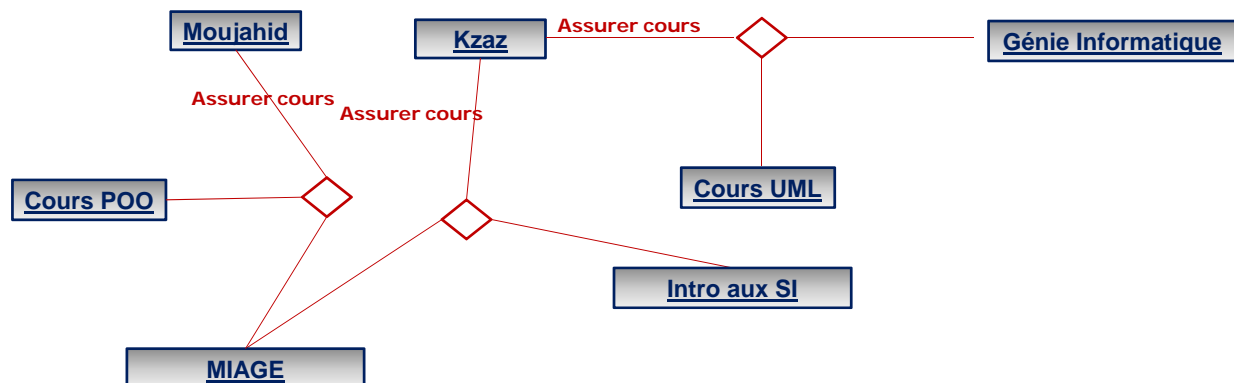 Moujahid
Kzaz
Assurer cours
Génie Informatique
Assurer cours
Assurer cours
Cours POO
Cours UML
Intro aux SI
MIAGE